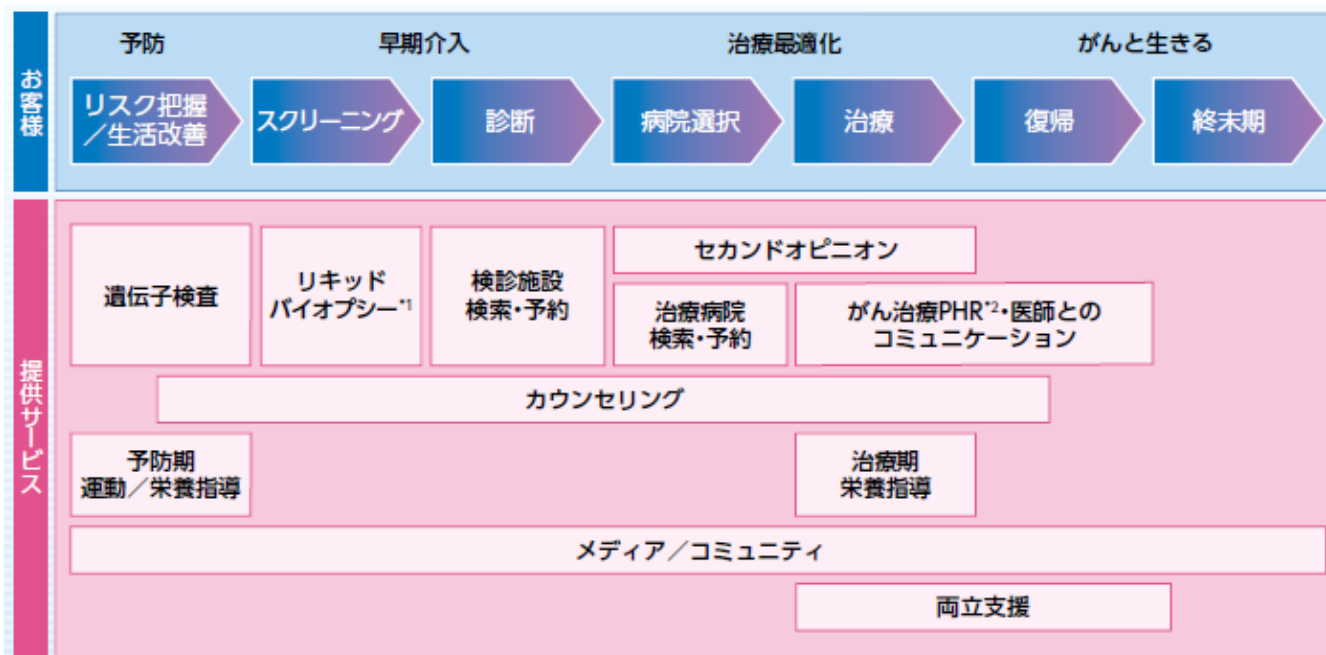 お客様
予防
早期介入
治療最適化
がんと生きる
リスク把握
／生活改善
スクリーニング
診断
病院選択
治療
復帰
終末期
提供サービス
遺伝子検査
リキッド
バイオプシー*1
検診施設
検索・予約
セカンドオピニオン
治療病院
検索・予約
がん治療PHR*2・医師との
コミュニケーション
カウンセリング
予防期
運動／栄養指導
治療期
栄養指導
メディア／コミュニティ
両立支援